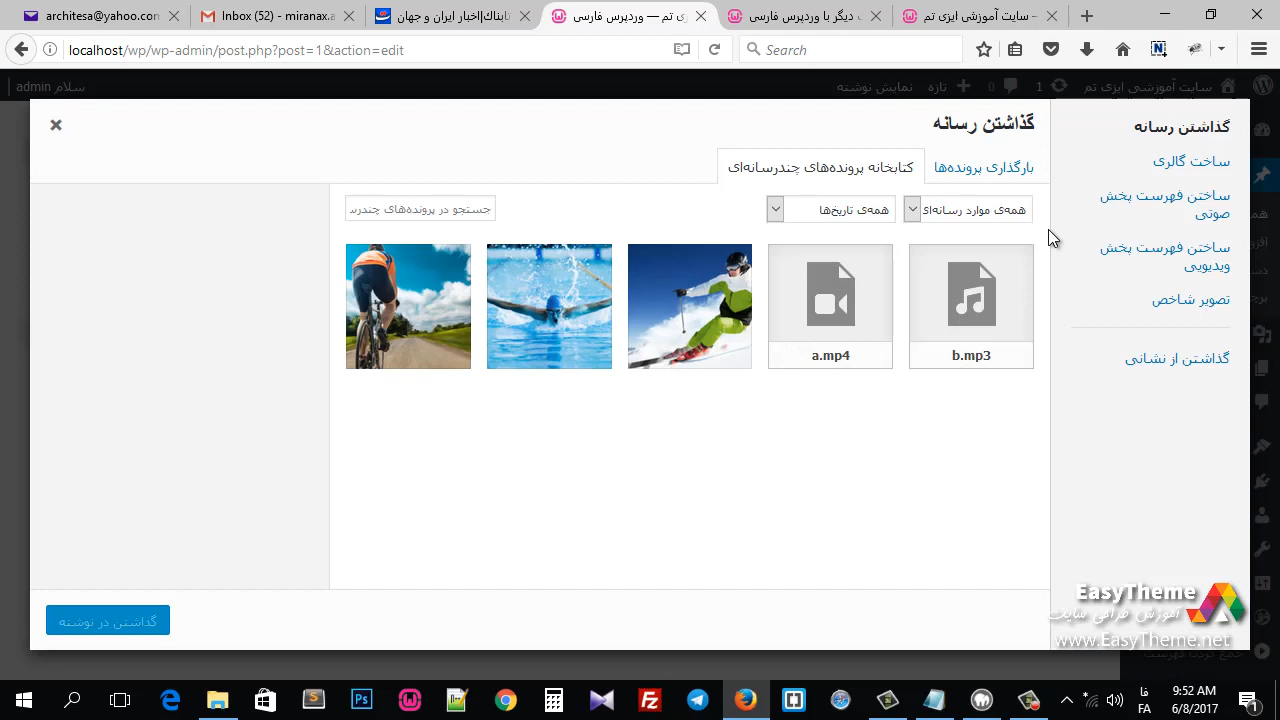 architesa@yahoo.com
Inbox (52) - mutnax.a
تابناک|اخبار ایران و جهان
ی تم — وردپرس فارسی
ت دیگر با وردپرس فارسی
– سایت آموزشی ایزی تم
localhost/wp/wp-admin/post.php?post=1&action=edit
Search
سایت آموزشی ایزی تم
1
0
تازه
نمایش نوشته
سلام admin
گذاشتن رسانه
ساخت گالری
ساختن فهرست پخش
صوتی
ساختن فهرست پخش
ویدیویی
تصویر شاخص
گذاشتن از نشانی
گذاشتن رسانه
بارگذاری پرونده‌ها
کتابخانه پرونده‌های چندرسانه‌ای
همه‌ی موارد رسانه‌ای
همه‌ی تاریخ‌ها
جستجو در پرونده‌های چندرس
b.mp3
a.mp4
گذاشتن در نوشته
EasyTheme
آموزش طراحی سایت
www.EasyTheme.net
فا
FA
9:52 AM
6/8/2017
1